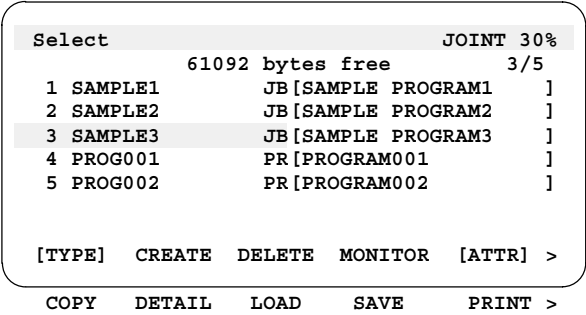 Select JOINT 30%
61092 bytes free 3/5
1 SAMPLE1 JB[SAMPLE PROGRAM1 ]
2 SAMPLE2 JB[SAMPLE PROGRAM2 ]
3 SAMPLE3 JB[SAMPLE PROGRAM3 ]
4 PROG001 PR[PROGRAM001 ]
5 PROG002 PR[PROGRAM002 ]
[TYPE] CREATE DELETE MONITOR [ATTR] >
COPY DETAIL LOAD SAVE PRINT >